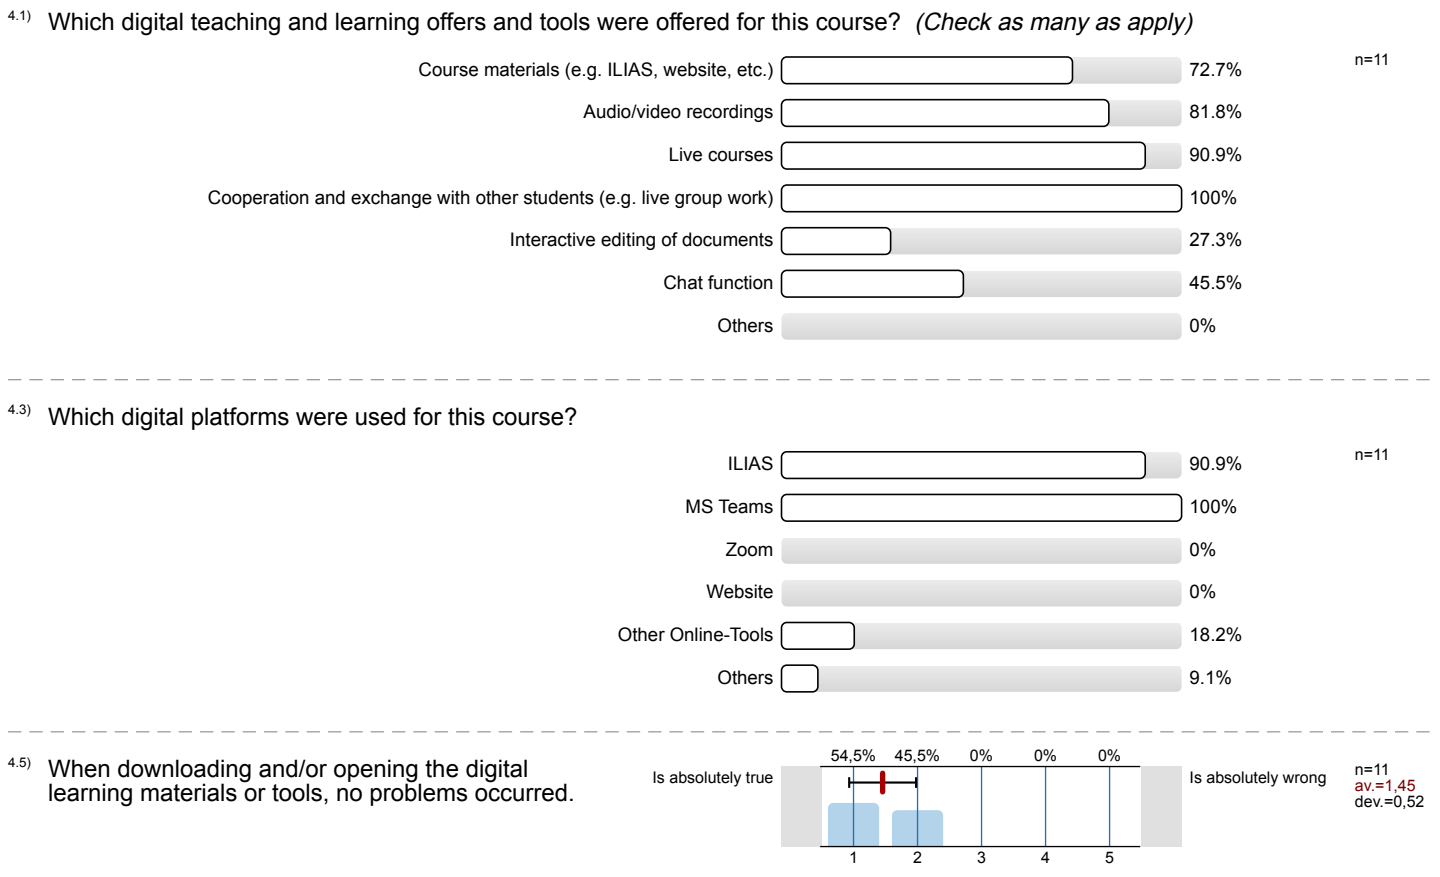 4.1) Which digital teaching and learning offers and tools were offered for this course? (Check as many as apply)
Course materials (e.g. ILIAS, website, etc.) 72.7% n=11
Audio/video recordings 81.8%
Live courses 90.9%
Cooperation and exchange with other students (e.g. live group work) 100%
Interactive editing of documents 27.3%
Chat function 45.5%
Others 0%
4.3) Which digital platforms were used for this course?
ILIAS 90.9% n=11
MS Teams 100%
Zoom 0%
Website 0%
Other Online-Tools 18.2%
Others 9.1%
4.5) When downloading and/or opening the digital
learning materials or tools, no problems occurred.
54,5% 45,5% 0% 0% 0%
Is absolutely true Is absolutely wrong
1 2 3 4 5
n=11
av.=1,45
dev.=0,52